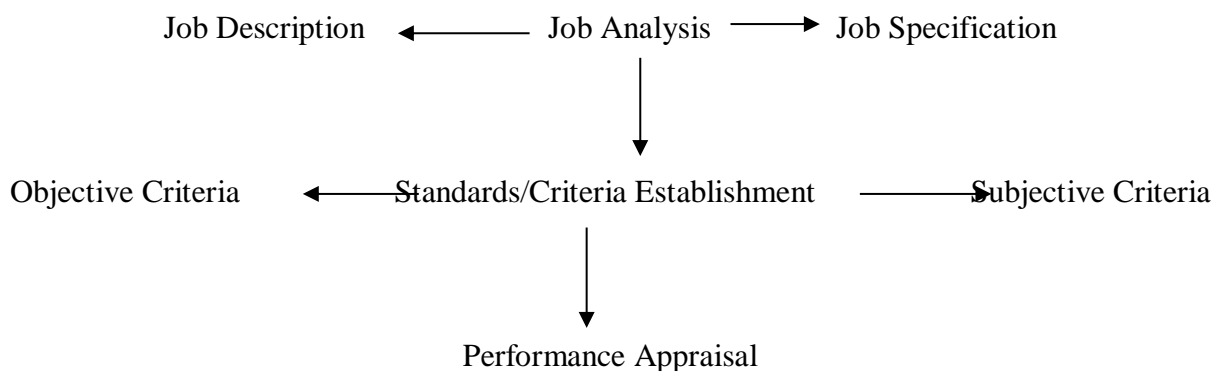 Job Description Job Analysis Job Specification
Objective Criteria Standards/Criteria Establishment Subjective Criteria
Performance Appraisal